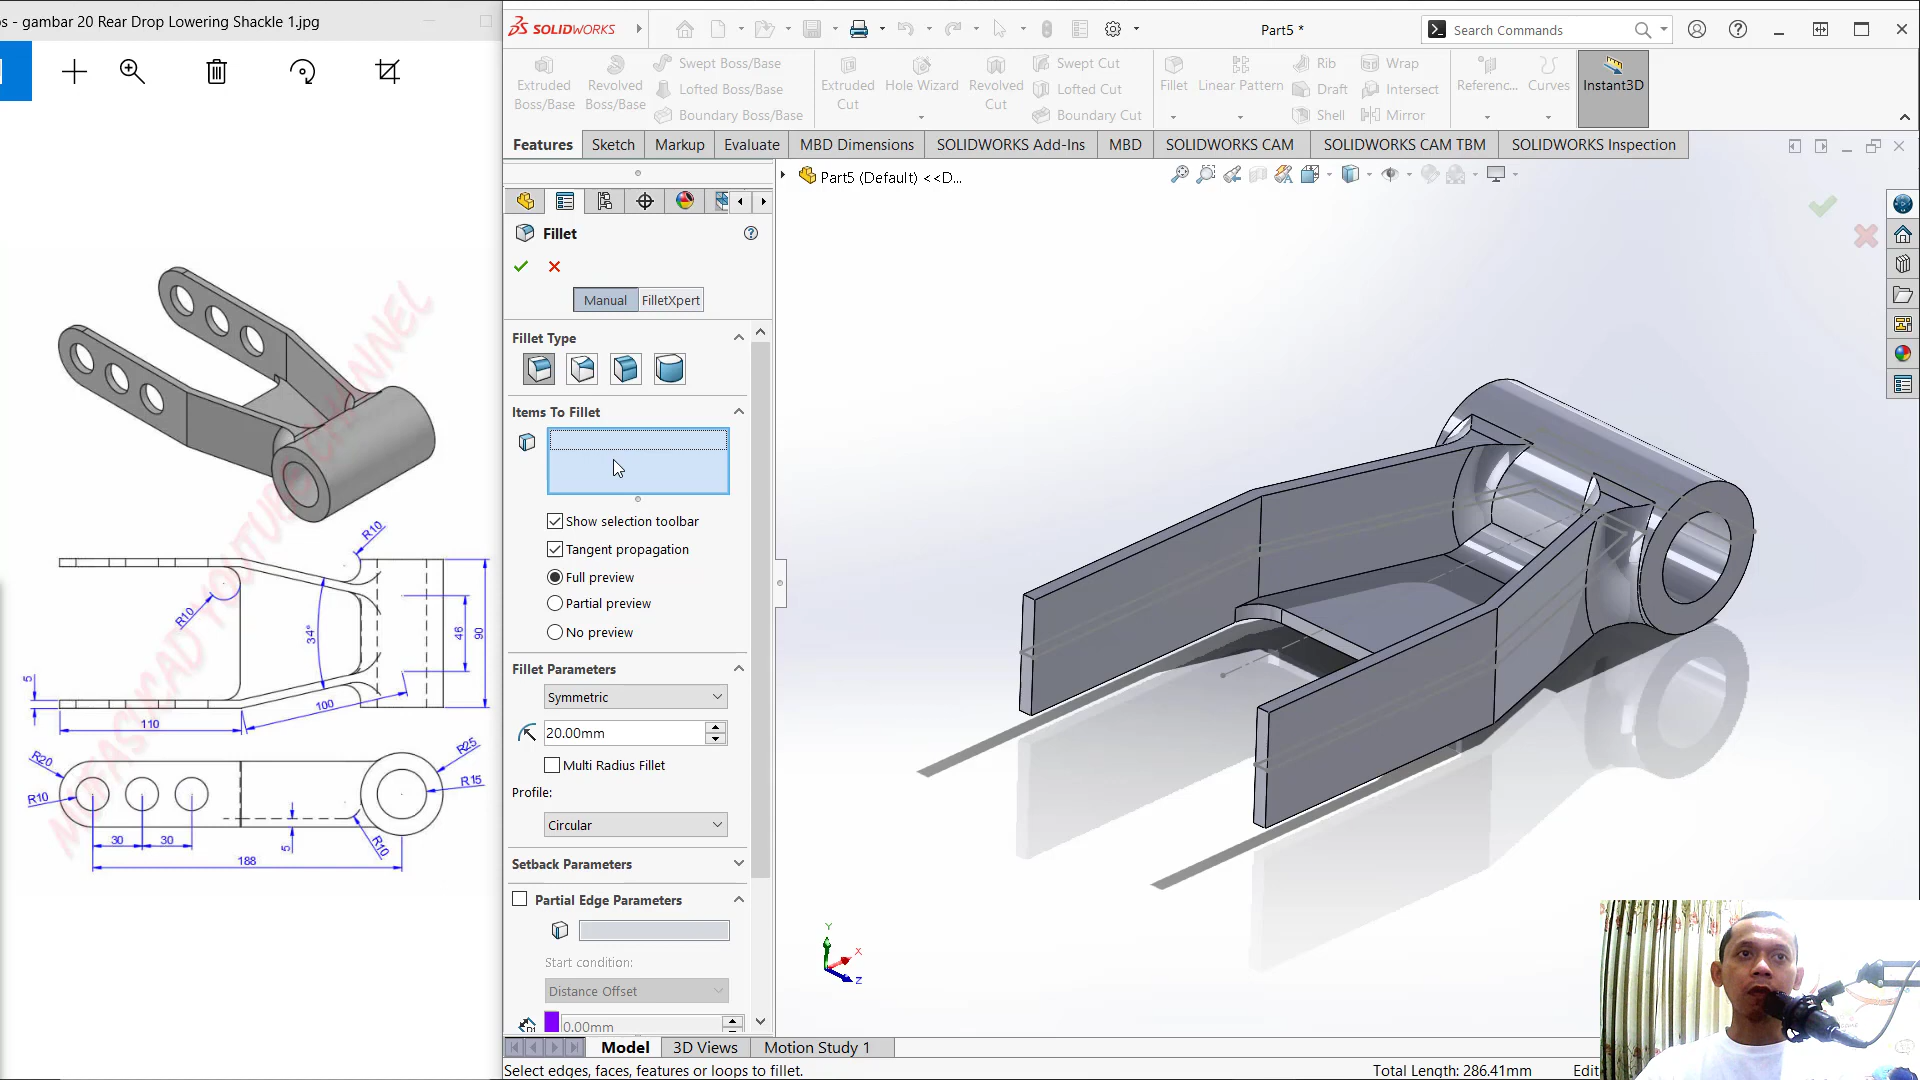 s - gambar 20 Rear Drop Lowering Shackle 1.jpg
MUFASUCAD YOUTUBE CHANNEL
R10
R10
34°
46
90
5
100
110
R20
R25
R10
R15
30
30
5
R10
188
SOLIDWORKS
Part5 *
Search Commands
Extruded Boss/Base
Revolved Boss/Base
Swept Boss/Base
Lofted Boss/Base
Boundary Boss/Base
Extruded Cut
Hole Wizard
Revolved Cut
Swept Cut
Lofted Cut
Boundary Cut
Fillet
Linear Pattern
Rib
Draft
Shell
Wrap
Intersect
Mirror
Referenc...
Curves
Instant3D
Features
Sketch
Markup
Evaluate
MBD Dimensions
SOLIDWORKS Add-Ins
MBD
SOLIDWORKS CAM
SOLIDWORKS CAM TBM
SOLIDWORKS Inspection
Part5 (Default) <<D...
Fillet
Manual
FilletXpert
Fillet Type
Items To Fillet
Show selection toolbar
Tangent propagation
Full preview
Partial preview
No preview
Fillet Parameters
Symmetric
20.00mm
Multi Radius Fillet
Profile:
Circular
Setback Parameters
Partial Edge Parameters
Start condition:
Distance Offset
0.00mm
Y
X
Z
Model
3D Views
Motion Study 1
Select edges, faces, features or loops to fillet.
Total Length: 286.41mm
Edit